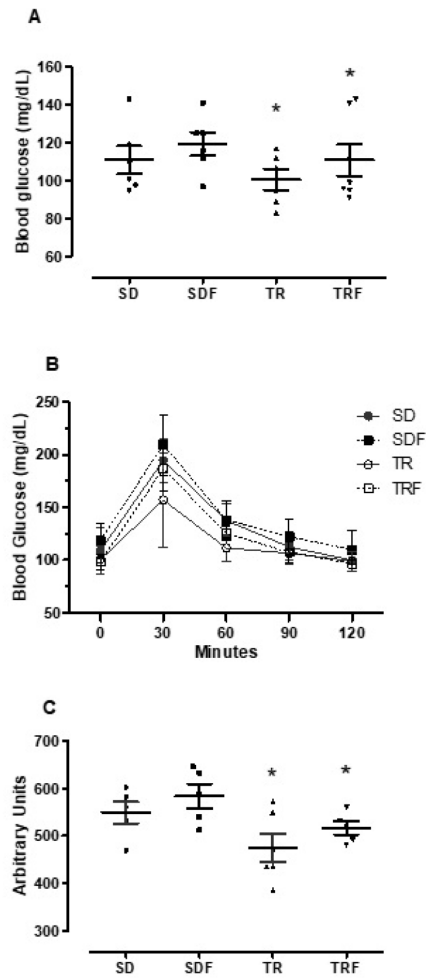 A
Blood glucose (mg/dL)
160
140
120
100
80
60
*
*
SD SDF TR TRF
B
Blood Glucose (mg/dL)
250
200
150
100
50
SD
SDF
TR
TRF
0 30 60 90 120
Minutes
C
Arbitrary Units
700
600
500
400
300
*
*
SD SDF TR TRF